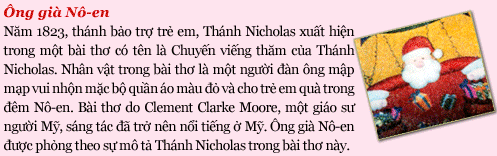 Ông già Nô-en
Năm 1823, thánh bảo trợ trẻ em, Thánh Nicholas xuất hiện
trong một bài thơ có tên là Chuyến viếng thăm của Thánh
Nicholas. Nhân vật trong bài thơ là một người đàn ông mập
mạp vui nhộn mặc bộ quần áo màu đỏ và cho trẻ em quà trong
đêm Nô-en. Bài thơ do Clement Clarke Moore, một giáo sư
người Mỹ, sáng tác đã trở nên nổi tiếng ở Mỹ. Ông già Nô-en
được phỏng theo sự mô tả Thánh Nicholas trong bài thơ này.